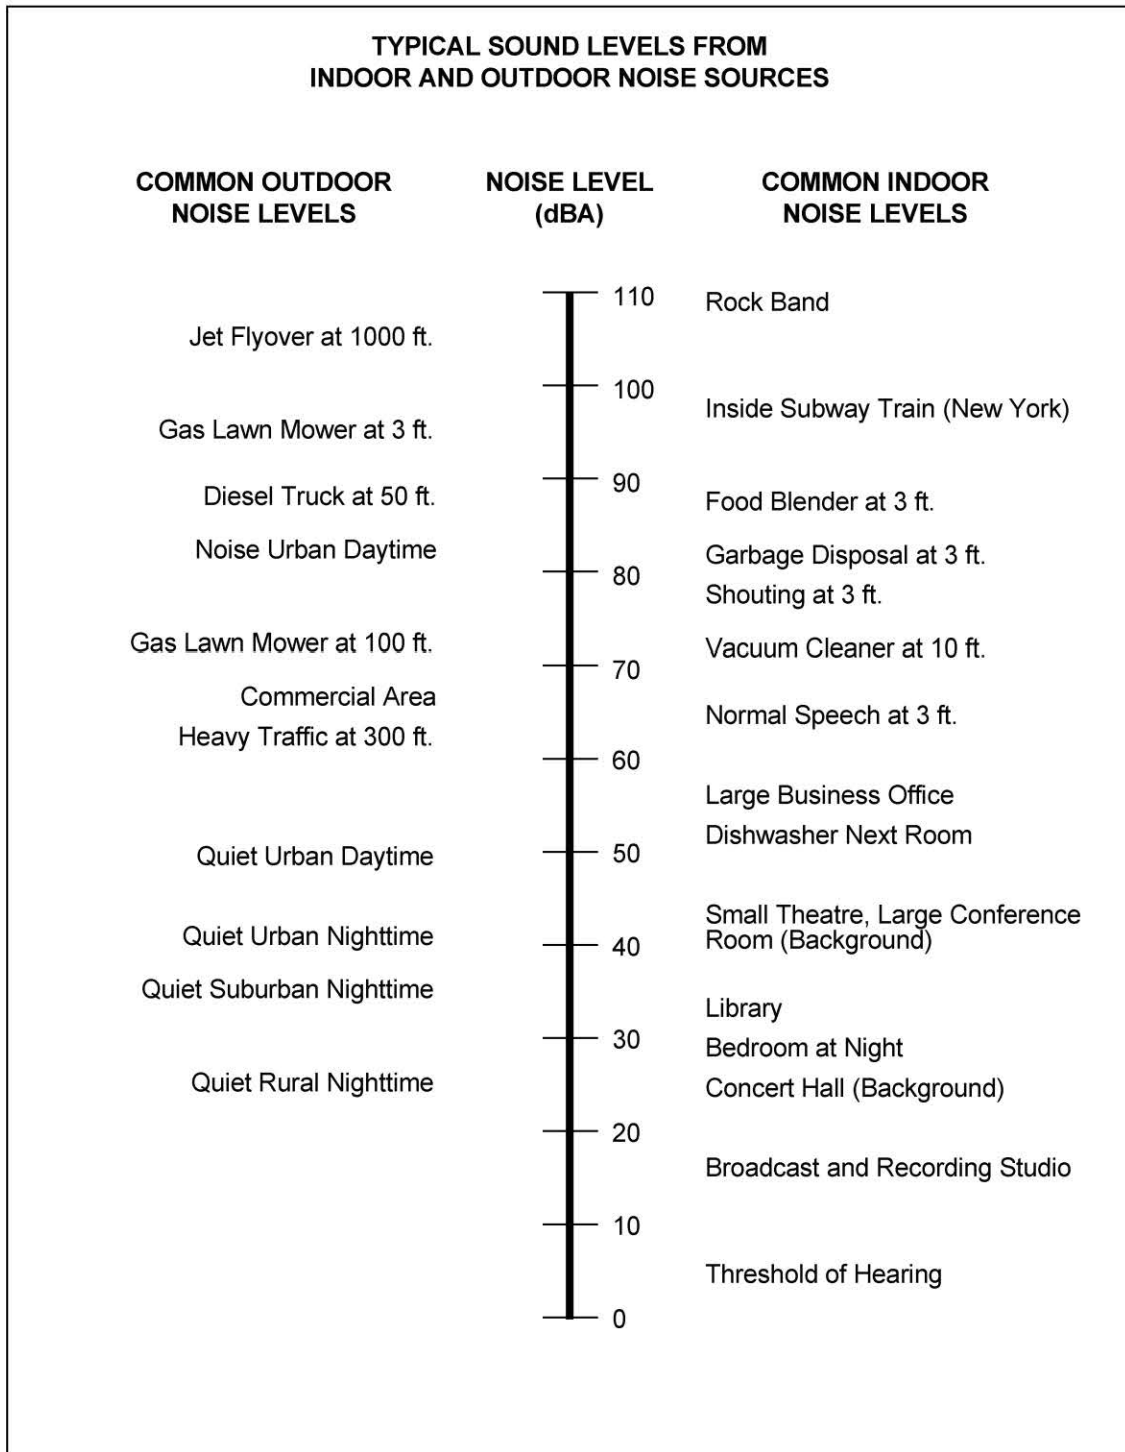 TYPICAL SOUND LEVELS FROM
INDOOR AND OUTDOOR NOISE SOURCES
COMMON OUTDOOR
NOISE LEVELS
NOISE LEVEL
(dBA)
COMMON INDOOR
NOISE LEVELS
110
Rock Band
Jet Flyover at 1000 ft.
100
Inside Subway Train (New York)
Gas Lawn Mower at 3 ft.
90
Diesel Truck at 50 ft.
Food Blender at 3 ft.
Noise Urban Daytime
Garbage Disposal at 3 ft.
80
Shouting at 3 ft.
Gas Lawn Mower at 100 ft.
Vacuum Cleaner at 10 ft.
70
Commercial Area
Normal Speech at 3 ft.
Heavy Traffic at 300 ft.
60
Large Business Office
Dishwasher Next Room
50
Quiet Urban Daytime
Small Theatre, Large Conference
Room (Background)
Quiet Urban Nighttime
40
Quiet Suburban Nighttime
Library
30
Bedroom at Night
Quiet Rural Nighttime
Concert Hall (Background)
20
Broadcast and Recording Studio
10
Threshold of Hearing
0